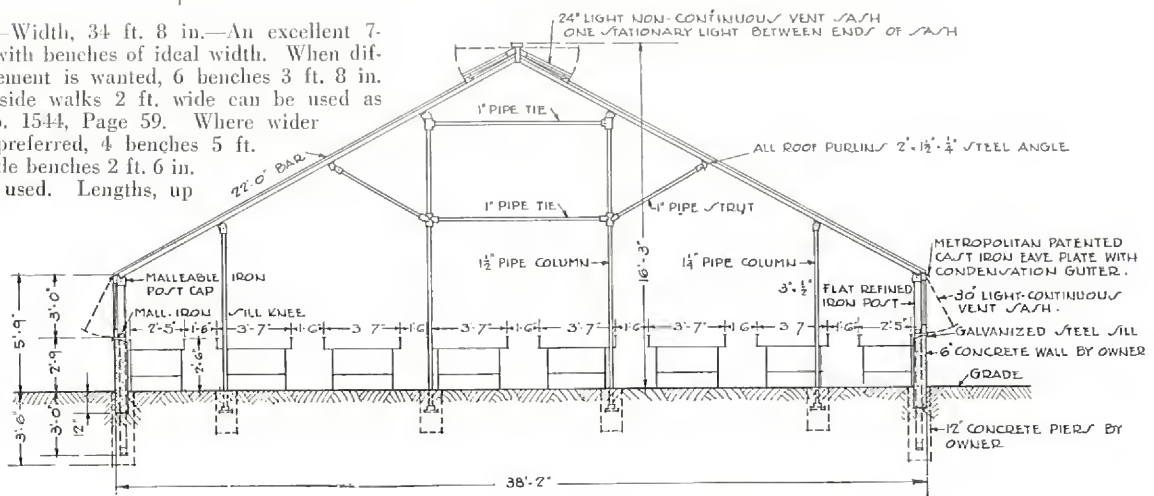 —Width, 34 ft. 8 in.—An excellent 7-
with benches of ideal width. When dif-
ement is wanted, 6 benches 3 ft. 8 in.
side walks 2 ft. wide can be used as
o. 1544, Page 59. Where wider
preferred, 4 benches 5 ft.
le benches 2 ft. 6 in.
used. Lengths, up
24" LIGHT NON-CONTINUOUS VENT SASH
ONE STATIONARY LIGHT BETWEEN ENDS OF SASH
1" PIPE TIE
ALL ROOF PURLINS 2"×1½"×¼" STEEL ANGLE
22'-0" BAR
1" PIPE TIE
1" PIPE STRUT
16'-3"
METROPOLITAN PATENTED
CAST IRON EAVE PLATE WITH
CONDENSATION GUTTER.
MALLEABLE IRON
POST CAP
1½" PIPE COLUMN
1¼" PIPE COLUMN
3"×½" FLAT REFINED
IRON POST
30" LIGHT-CONTINUOUS
VENT SASH.
MALL. IRON SILL KNEE
5'-9"
3'-0"
2'-5" 1'-6" 3'-7" 1'-6" 3'-7" 1'-6" 3'-7" 1'-6" 3'-7" 1'-6" 3'-7" 1'-6" 3'-7" 1'-6" 2'-5"
GALVANIZED STEEL SILL
2'-9"
2'-6"
6" CONCRETE WALL BY OWNER
GRADE
3'-6"
3'-0"
12"
12" CONCRETE PIERS BY
OWNER
38'-2"